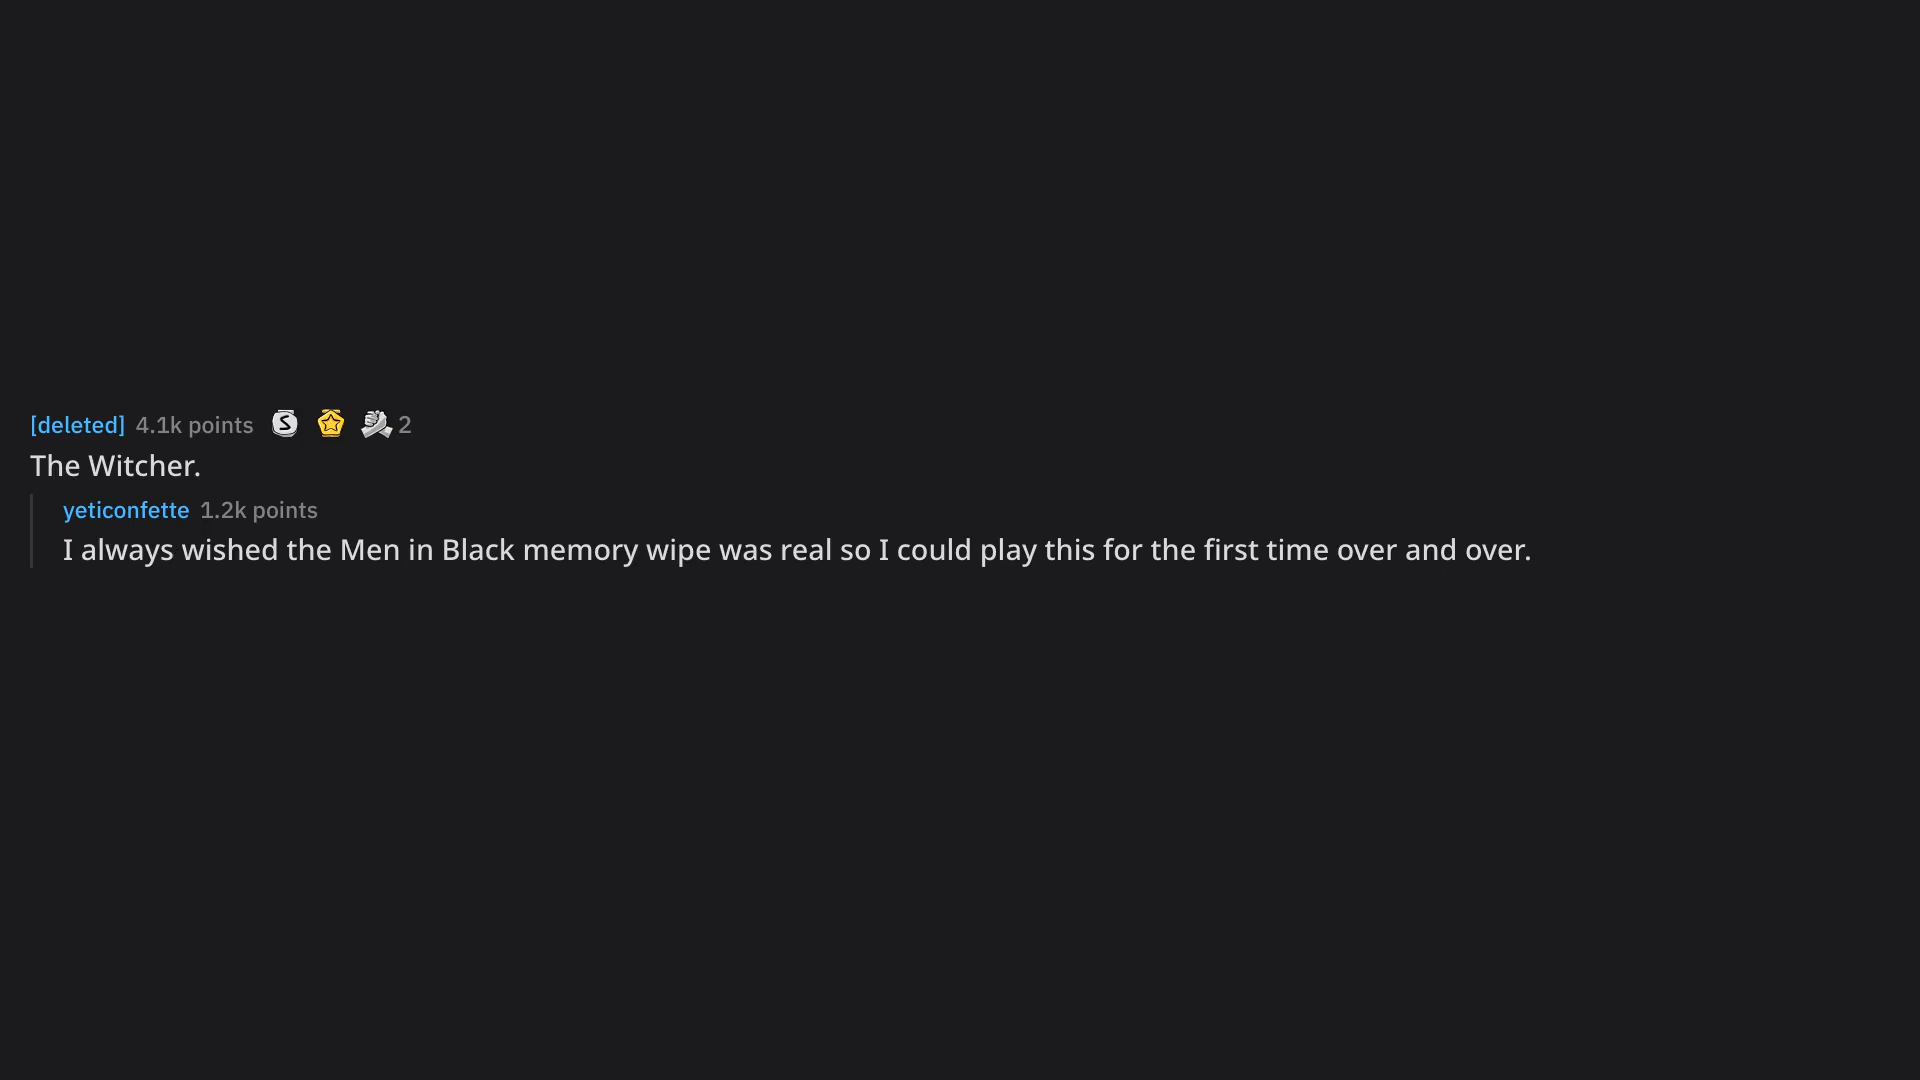 [deleted] 4.1k points S 2
The Witcher.
yeticonfette 1.2k points
I always wished the Men in Black memory wipe was real so I could play this for the first time over and over.